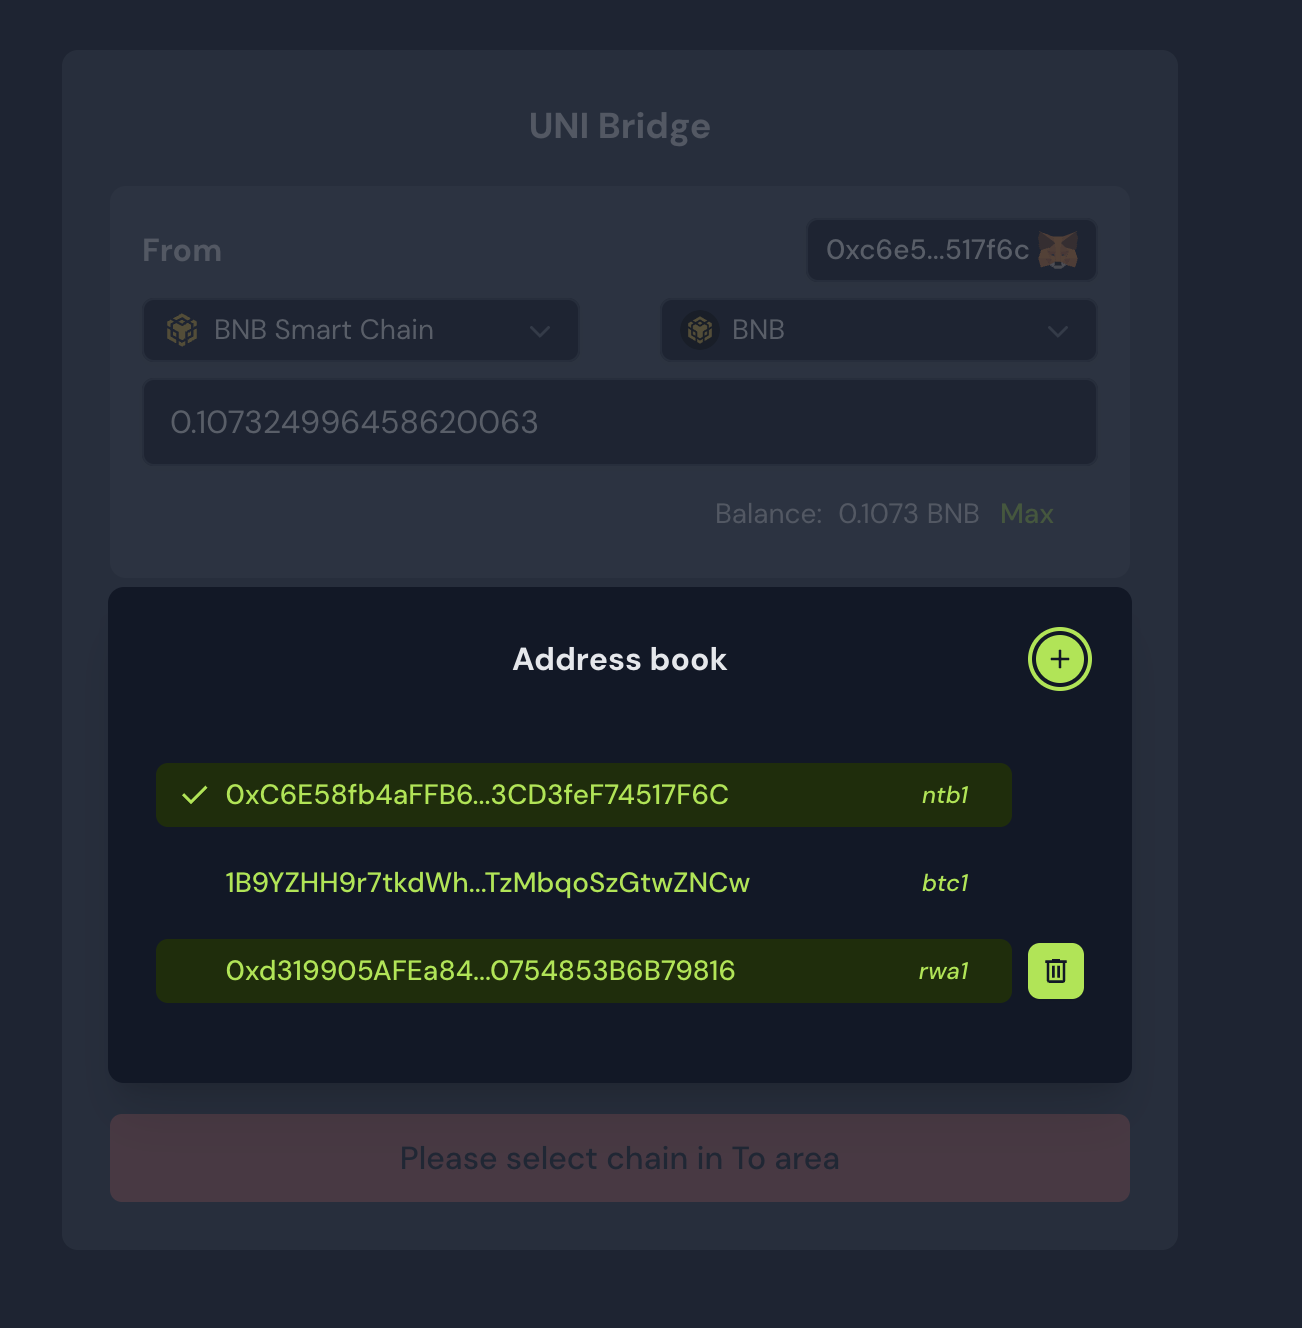 UNI Bridge
From
0xc6e5...517f6c
BNB Smart Chain
BNB
0.107324996458620063
Balance: 0.1073 BNB Max
Address book
0xC6E58fb4aFFB6...3CD3feF74517F6C ntb1
1B9YZHH9r7tkdWh...TzMbqoSzGtwZNCw btc1
0xd319905AFEa84...0754853B6B79816 rwa1
Please select chain in To area